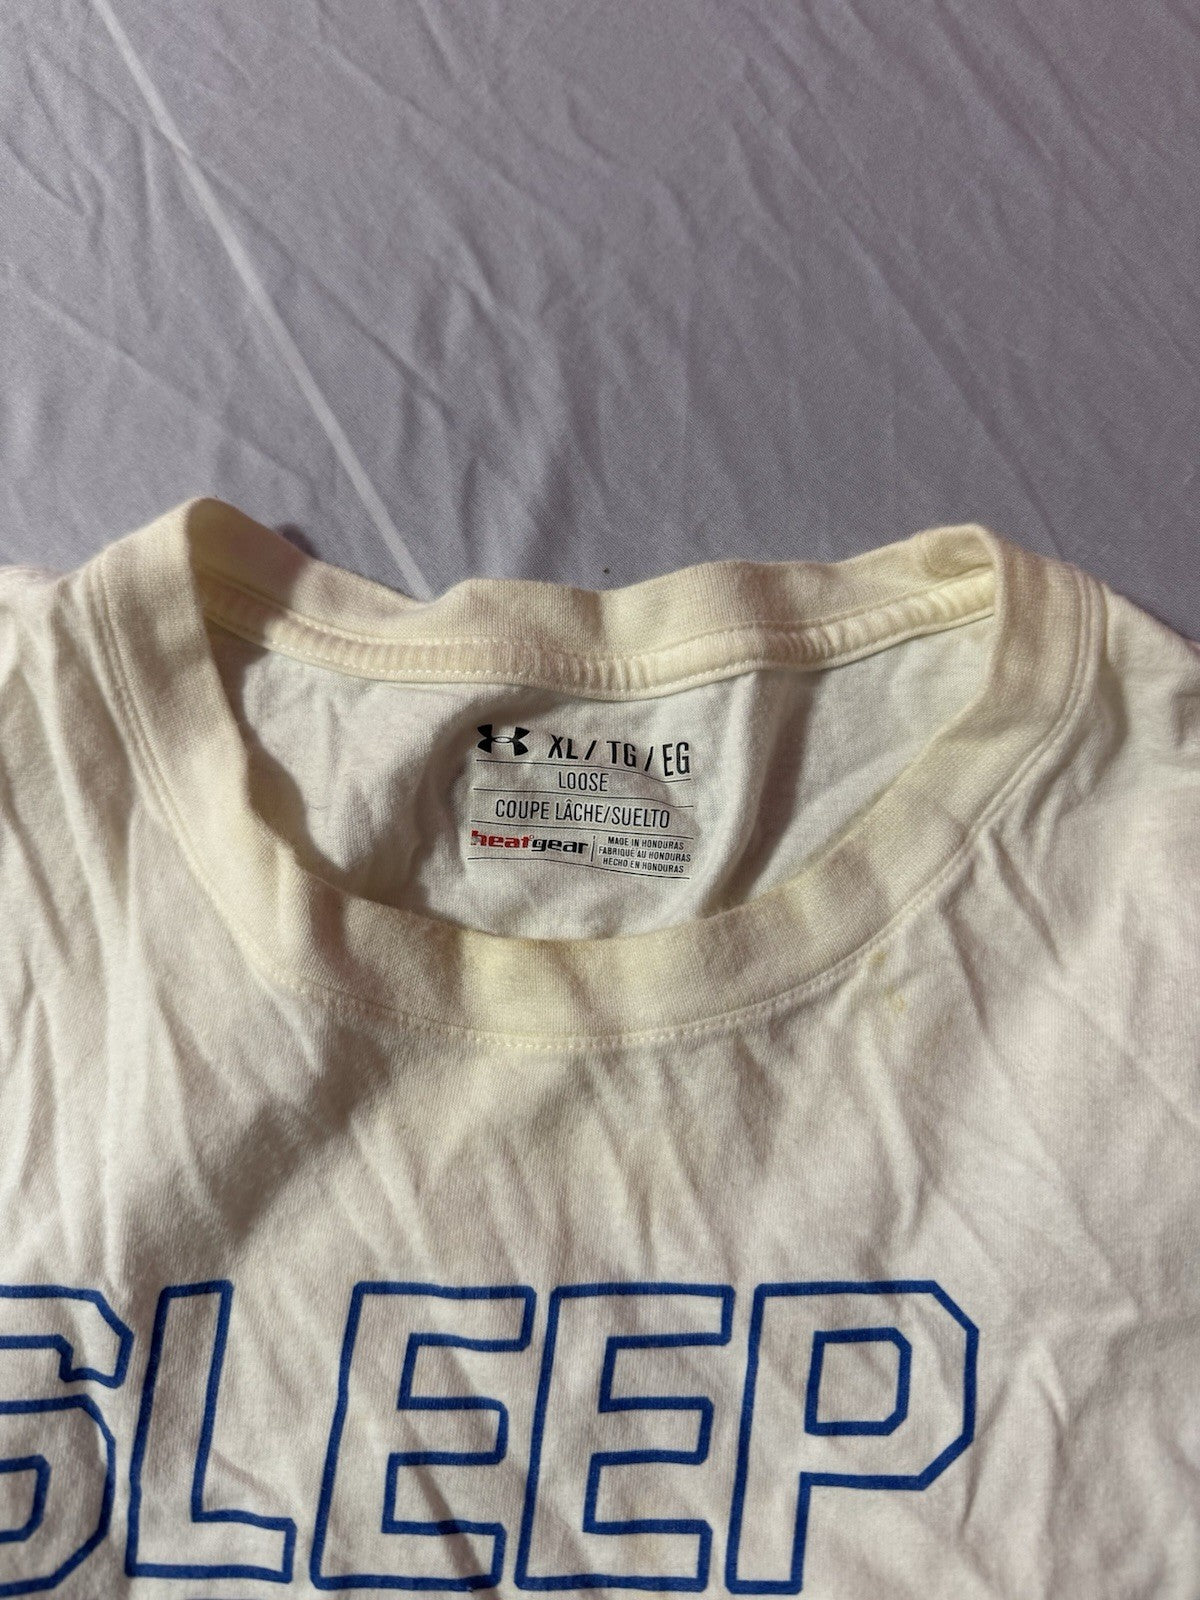 XL / TG / EG
LOOSE
COUPE LÂCHE/SUELTO
heatgear
MADE IN HONDURAS
FABRIQUÉ AU HONDURAS
HECHO EN HONDURAS
SLEEP